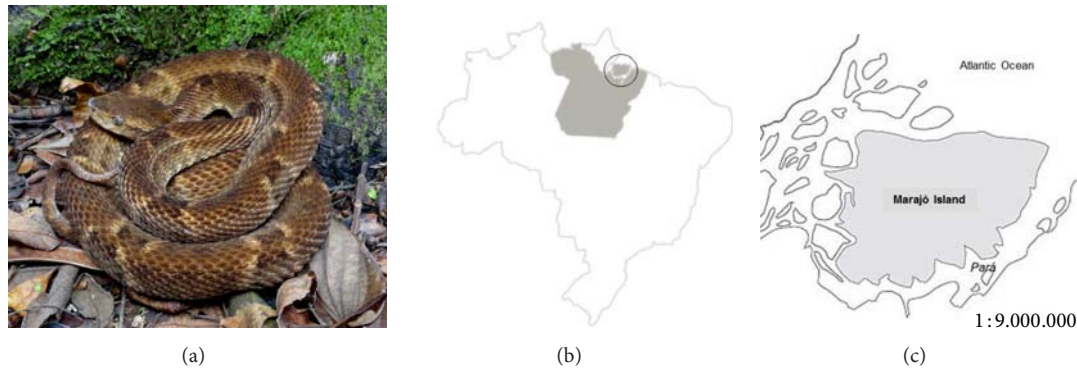 Atlantic Ocean
Marajó Island
Pará
1:9.000.000
(a)
(b)
(c)